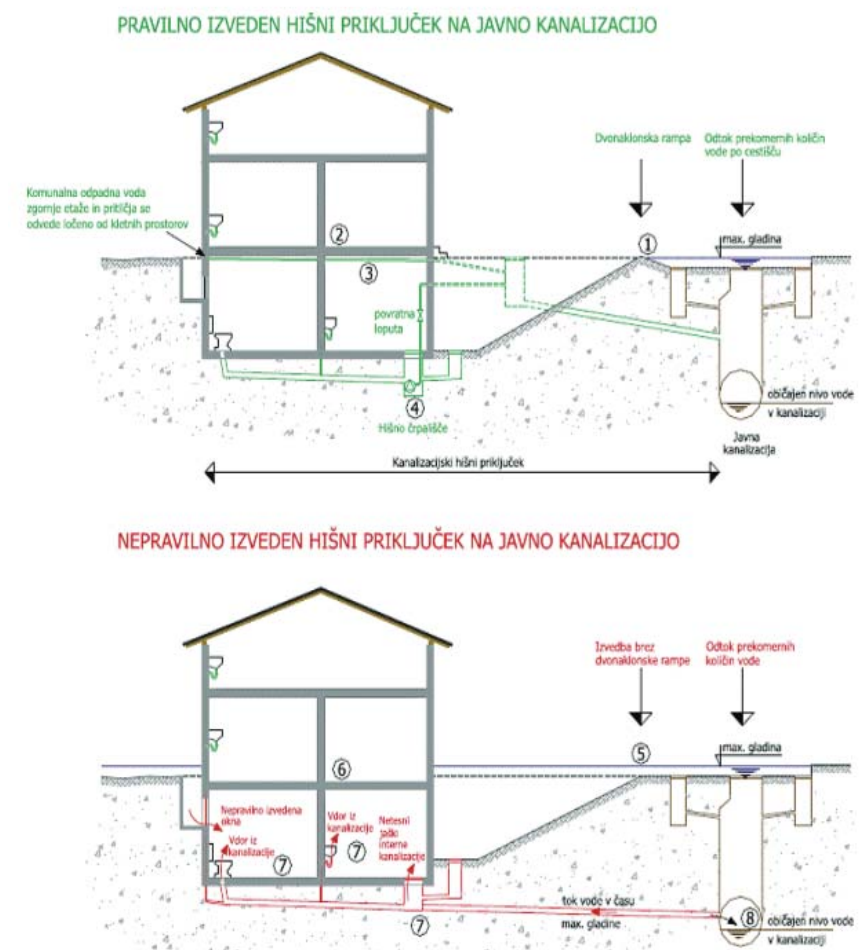 PRAVILNO IZVEDEN HIŠNI PRIKLJUČEK NA JAVNO KANALIZACIJO
Dvonaklonska rampa
Odtok prekomernih količin
vode po cestišču
Komunalna odpadna voda
zgornje etaže in pritličja se
odvede ločeno od kletnih prostorov
1
max. gladina
2
3
povratna
loputa
4
Hišno črpališče
običajen nivo vode
v kanalizaciji
Javna
kanalizacija
Kanalizacijski hišni priključek
NEPRAVILNO IZVEDEN HIŠNI PRIKLJUČEK NA JAVNO KANALIZACIJO
Izvedba brez
dvonaklonske rampe
Odtok prekomernih
količin vode
5
max. gladina
6
Nepravilno izvedena
okna
Vdor iz
kanalizacije
7
Vdor iz
kanalizacije
7
Netesni
jaški
interne
kanalizacije
7
tok vode v času
max. gladine
8
običajen nivo vode
v kanalizaciji